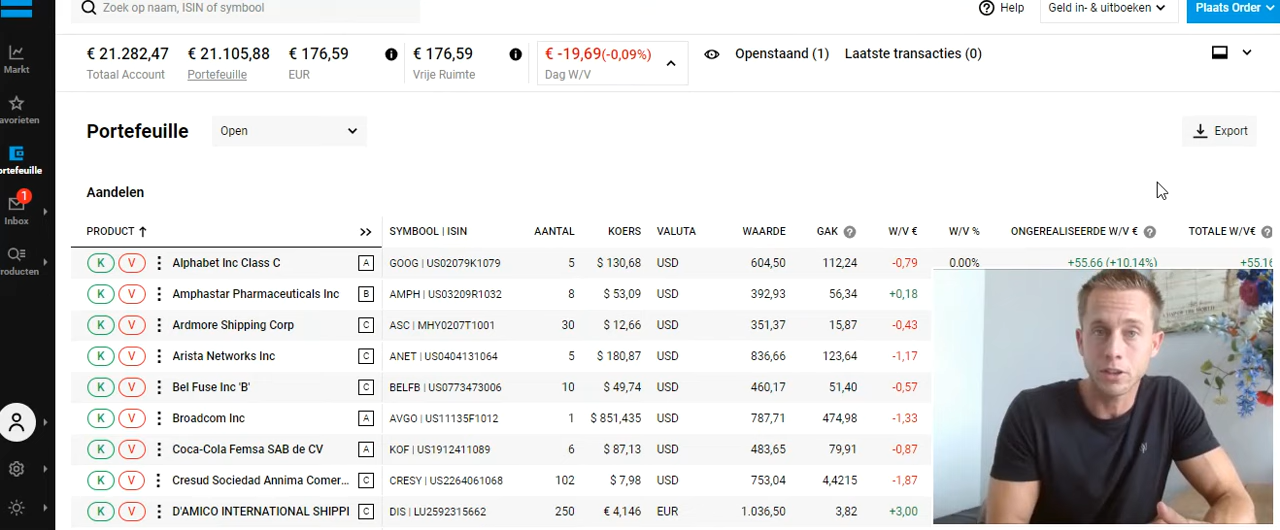 Zoek op naam, ISIN of symbool
Help
Geld in- & uitboeken
Plaats Order
€ 21.282,47 € 21.105,88 € 176,59 € 176,59 € -19,69(-0,09%) Openstaand (1) Laatste transacties (0)
Totaal Account Portefeuille EUR Vrije Ruimte Dag W/V
Markt
avorieten
ortefeuille
1
Inbox
roducten
Portefeuille Open Export
Aandelen
PRODUCT SYMBOOL | ISIN AANTAL KOERS VALUTA WAARDE GAK W/V € W/V % ONGEREALISEERDE W/V € TOTALE W/V€
K V Alphabet Inc Class C A GOOG | US02079K1079 5 $ 130,68 USD 604,50 112,24 -0,79 0.00% +55.66 (+10.14%) +55.16
K V Amphastar Pharmaceuticals Inc B AMPH | US03209R1032 8 $ 53,09 USD 392,93 56,34 +0,18
K V Ardmore Shipping Corp C ASC | MHY0207T1001 30 $ 12,66 USD 351,37 15,87 -0,43
K V Arista Networks Inc C ANET | US0404131064 5 $ 180,87 USD 836,66 123,64 -1,17
K V Bel Fuse Inc 'B' C BELFB | US0773473006 10 $ 49,74 USD 460,17 51,40 -0,57
K V Broadcom Inc A AVGO | US11135F1012 1 $ 851,435 USD 787,71 474,98 -1,33
K V Coca-Cola Femsa SAB de CV A KOF | US1912411089 6 $ 87,13 USD 483,65 79,91 -0,87
K V Cresud Sociedad Annima Comer... C CRESY | US2264061068 102 $ 7,98 USD 753,04 4,4215 -1,87
K V D'AMICO INTERNATIONAL SHIPPI C DIS | LU2592315662 250 € 4,146 EUR 1.036,50 3,82 +3,00